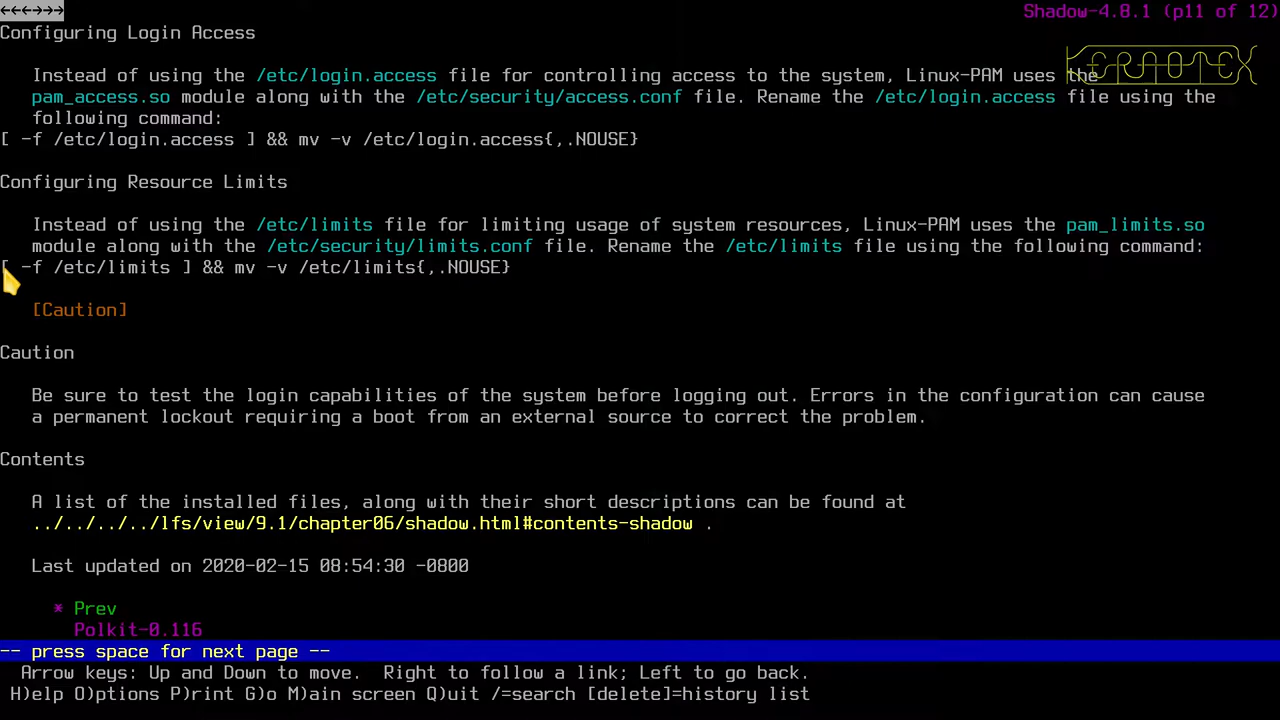 ←←←→→→ Shadow-4.8.1 (p11 of 12)
Configuring Login Access
KERNOTEX
Instead of using the /etc/login.access file for controlling access to the system, Linux-PAM uses the
pam_access.so module along with the /etc/security/access.conf file. Rename the /etc/login.access file using the
following command:
[ -f /etc/login.access ] && mv -v /etc/login.access{,.NOUSE}
Configuring Resource Limits
Instead of using the /etc/limits file for limiting usage of system resources, Linux-PAM uses the pam_limits.so
module along with the /etc/security/limits.conf file. Rename the /etc/limits file using the following command:
[ -f /etc/limits ] && mv -v /etc/limits{,.NOUSE}
[Caution]
Caution
Be sure to test the login capabilities of the system before logging out. Errors in the configuration can cause
a permanent lockout requiring a boot from an external source to correct the problem.
Contents
A list of the installed files, along with their short descriptions can be found at
../../../../lfs/view/9.1/chapter06/shadow.html#contents-shadow .
Last updated on 2020-02-15 08:54:30 -0800
* Prev
Polkit-0.116
-- press space for next page --
Arrow keys: Up and Down to move. Right to follow a link; Left to go back.
H)elp O)ptions P)rint G)o M)ain screen Q)uit /=search [delete]=history list